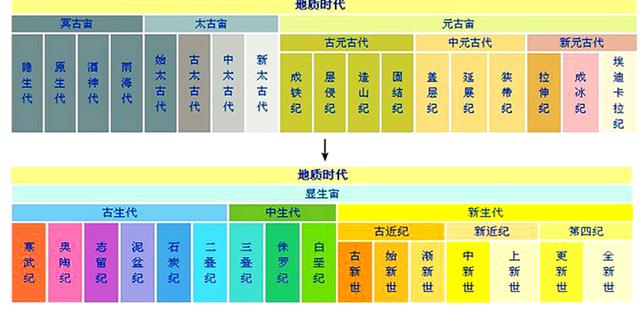 地质时代
冥古宙 太古宙 元古宙
古元古代 中元古代 新元古代
隐生代 原生代 酒神代 雨海代 始太古代 古太古代 中太古代 新太古代 成铁纪 层侵纪 造山纪 固结纪 盖层纪 延展纪 狭带纪 拉伸纪 成冰纪 埃迪卡拉纪
地质时代
显生宙
古生代 中生代 新生代
古近纪 新近纪 第四纪
寒武纪 奥陶纪 志留纪 泥盆纪 石炭纪 二叠纪 三叠纪 侏罗纪 白垩纪 古新世 始新世 渐新世 中新世 上新世 更新世 全新世